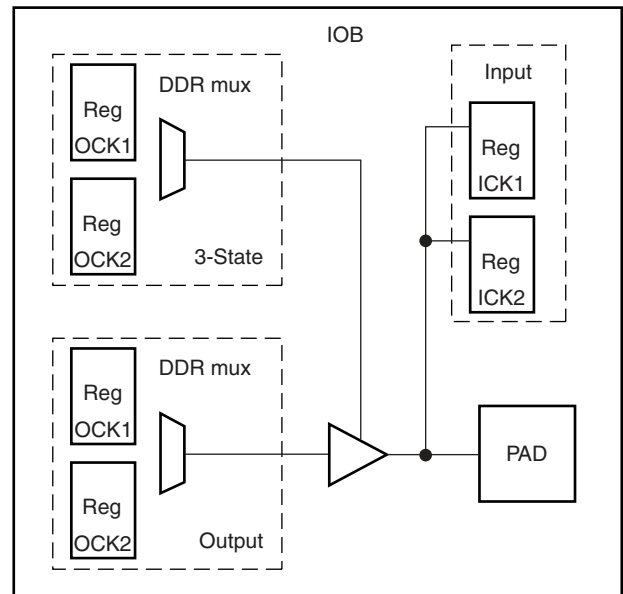 IOB
DDR mux
Reg
OCK1
Reg
OCK2
3-State
Input
Reg
ICK1
Reg
ICK2
DDR mux
Reg
OCK1
Reg
OCK2
Output
PAD